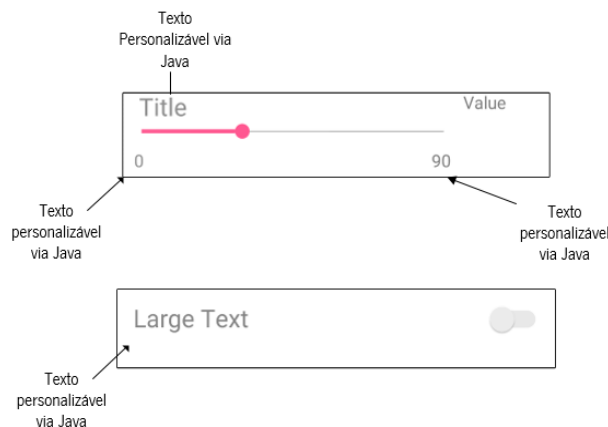 Texto
Personalizável via
Java
Title
Value
0
90
Texto
personalizável
via Java
Texto
personalizável
via Java
Large Text
Texto
personalizável
via Java